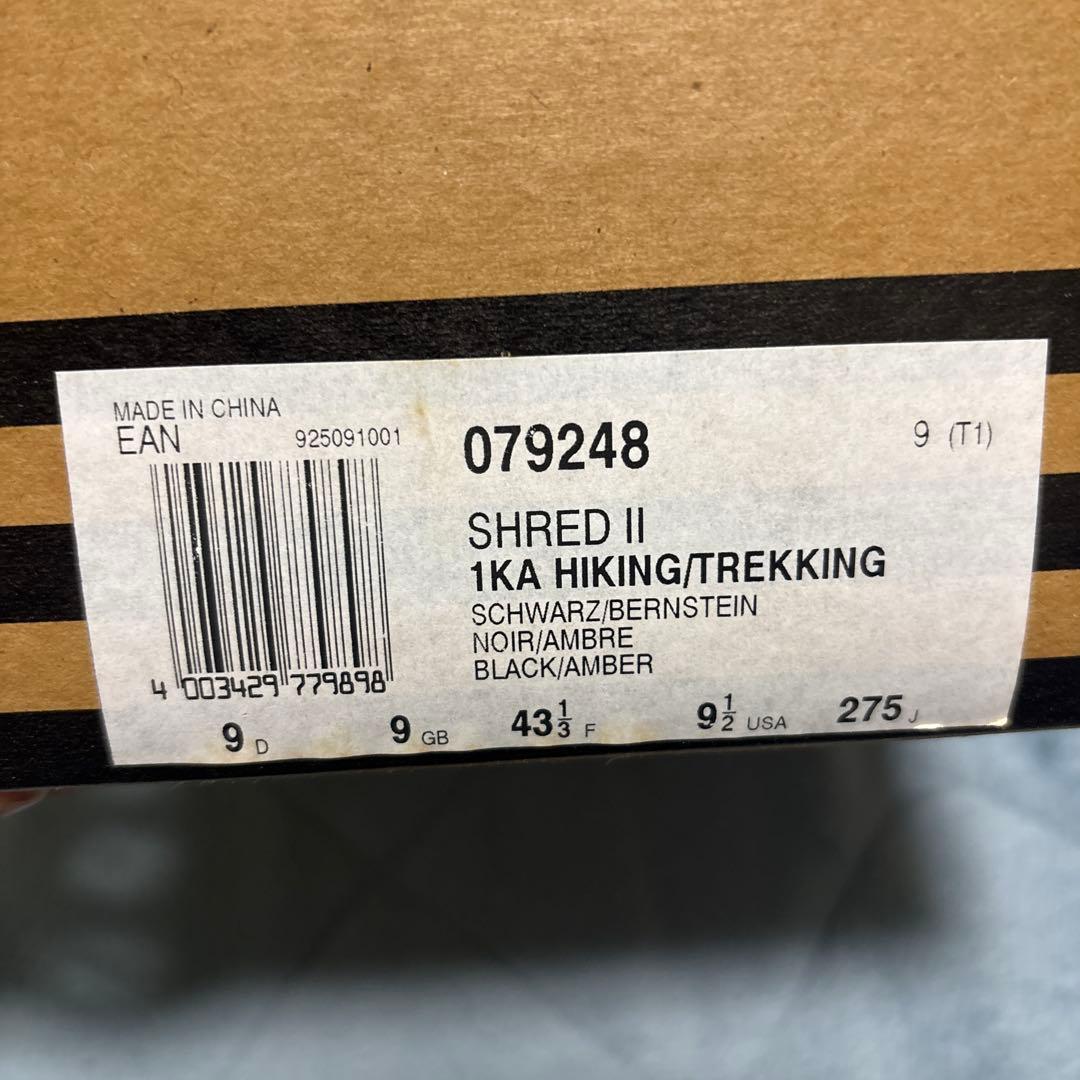 MADE IN CHINA
EAN 925091001
079248
9 (T1)
SHRED II
1KA HIKING/TREKKING
SCHWARZ/BERNSTEIN
NOIR/AMBRE
BLACK/AMBER
4 003429 779898
9 D 9 GB 43 1/3 F 9 1/2 USA 275 J